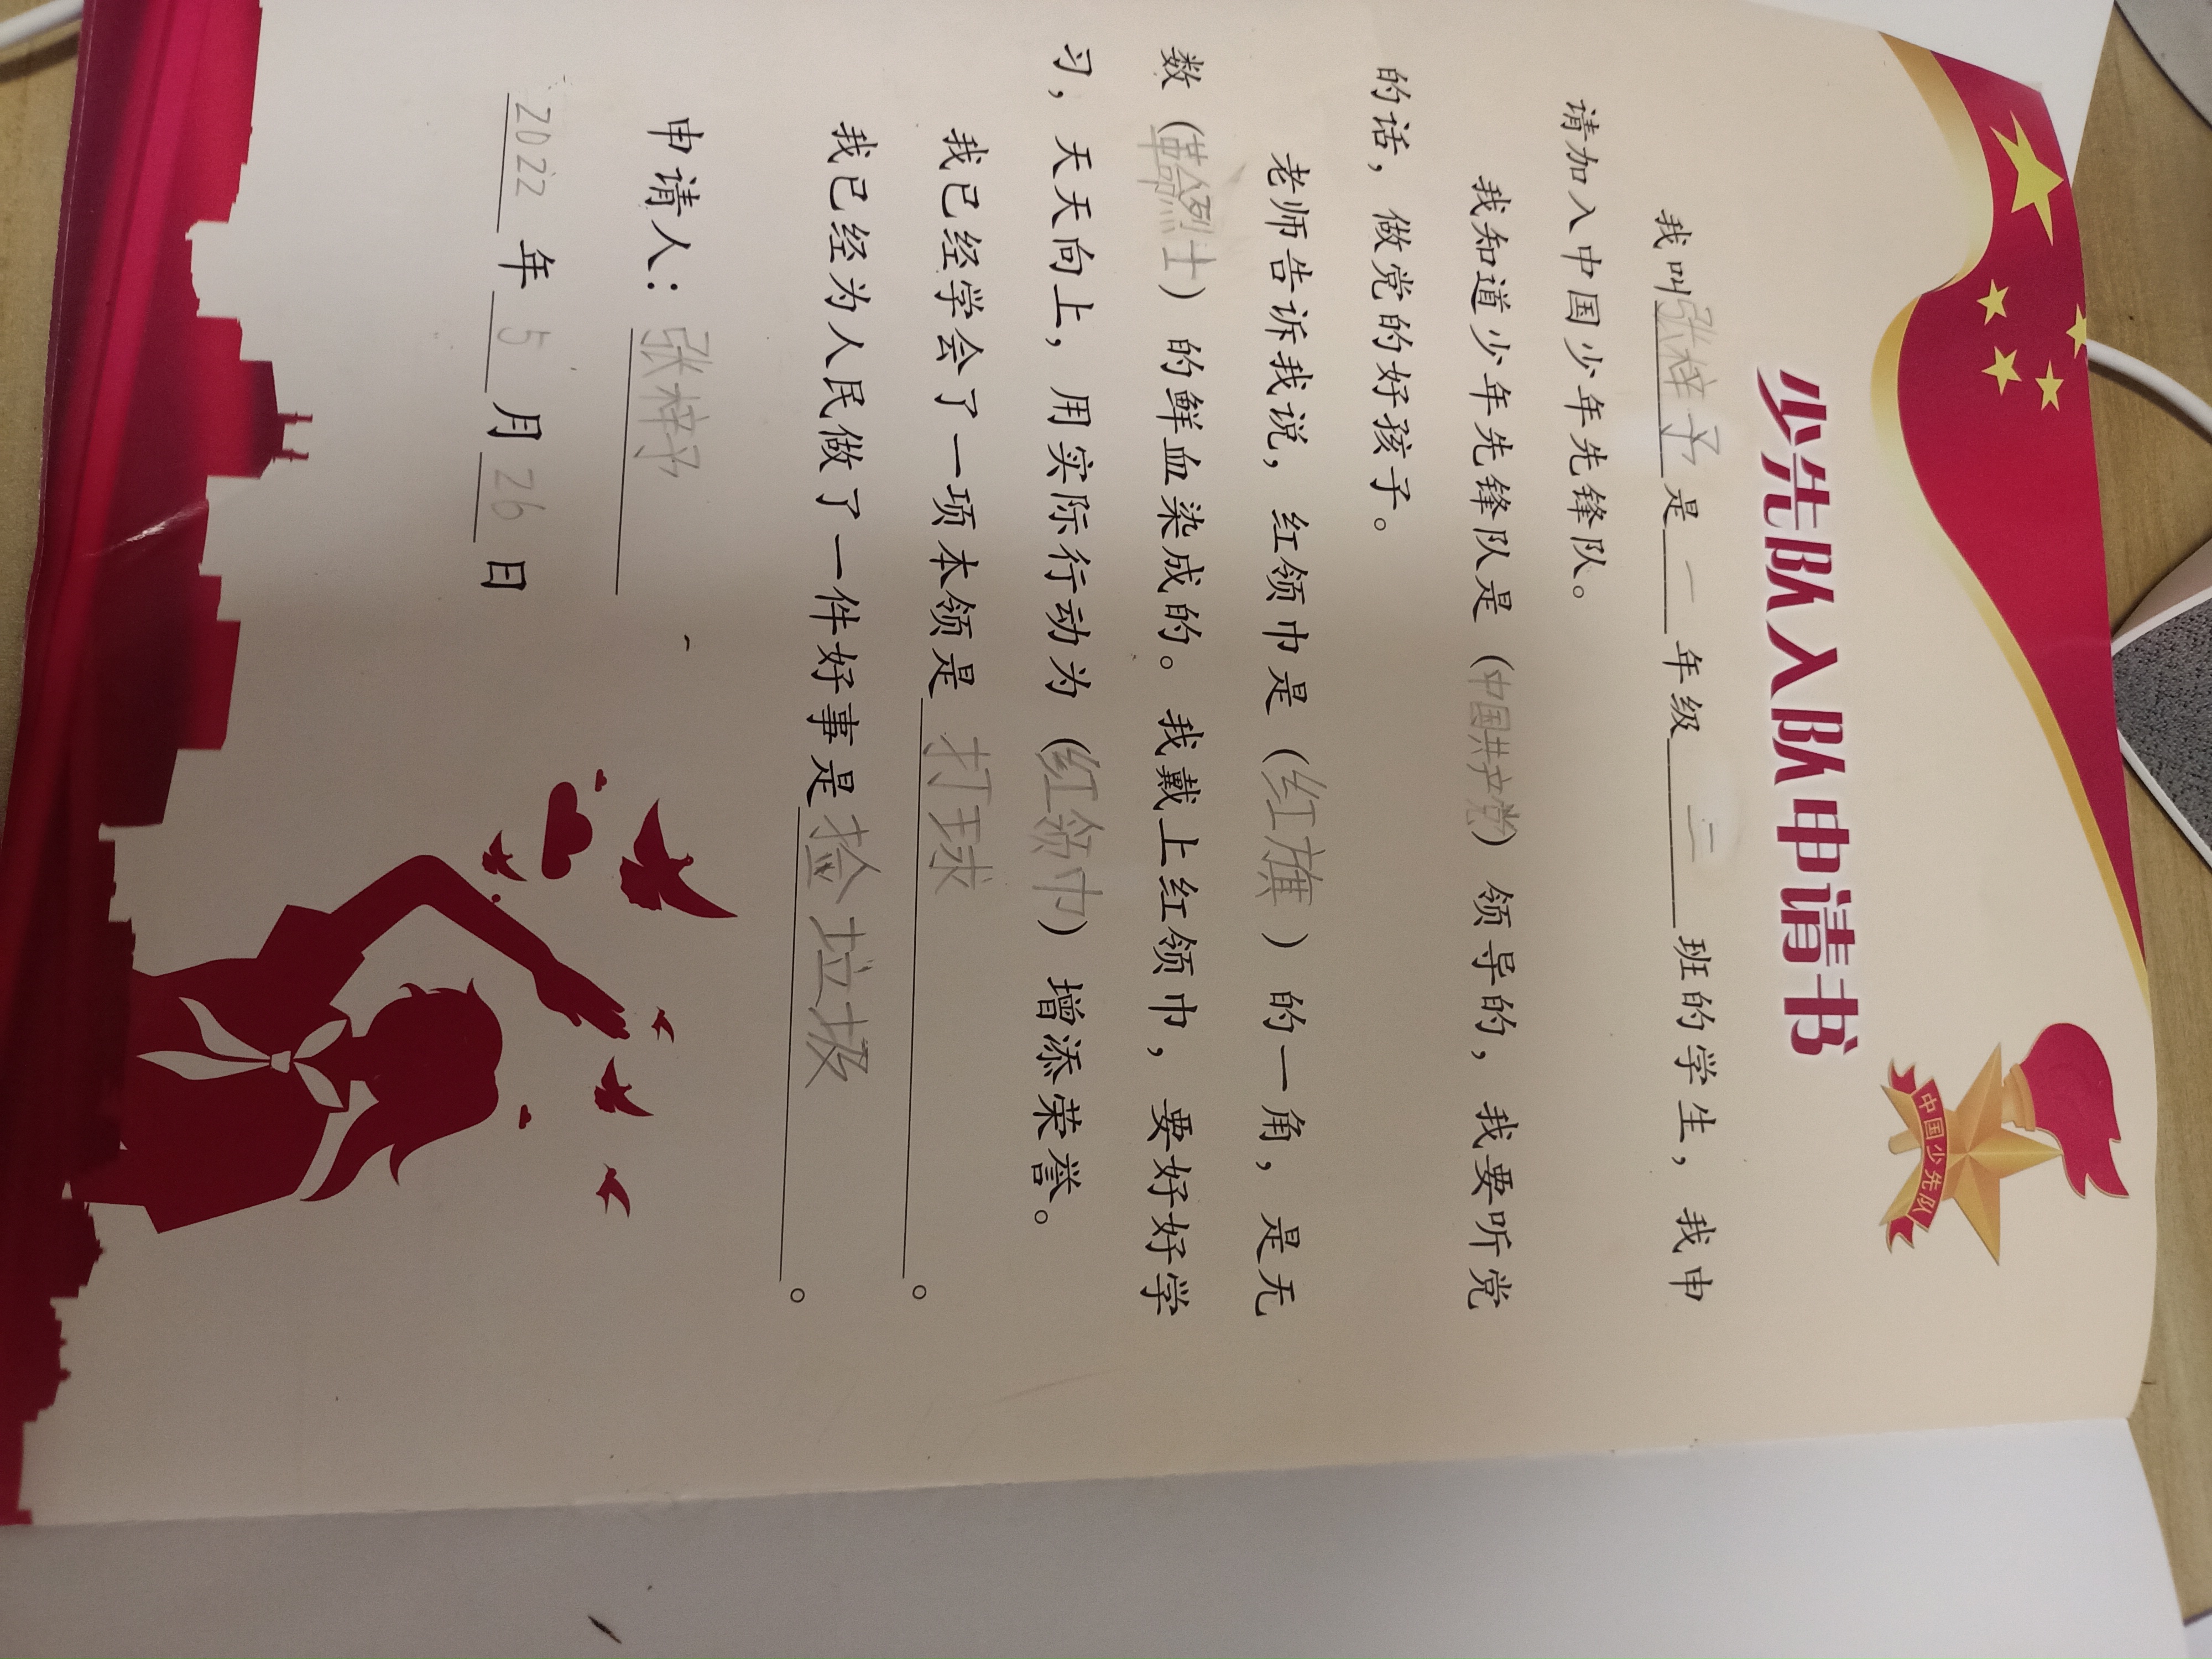 少先队入队申请书
中国少先队
我叫张梓予是一年级二班的学生，我申
请加入中国少年先锋队。
我知道少年先锋队是（中国共产党）领导的，我要听党
的话，做党的好孩子。
老师告诉我说，红领巾是（红旗）的一角，是无
数（革命烈士）的鲜血染成的。我戴上红领巾，要好好学
习，天天向上，用实际行动为（红领巾）增添荣誉。
我已经学会了一项本领是打球。
我已经为人民做了一件好事是捡垃圾。
申请人：张梓予
2022年5月26日